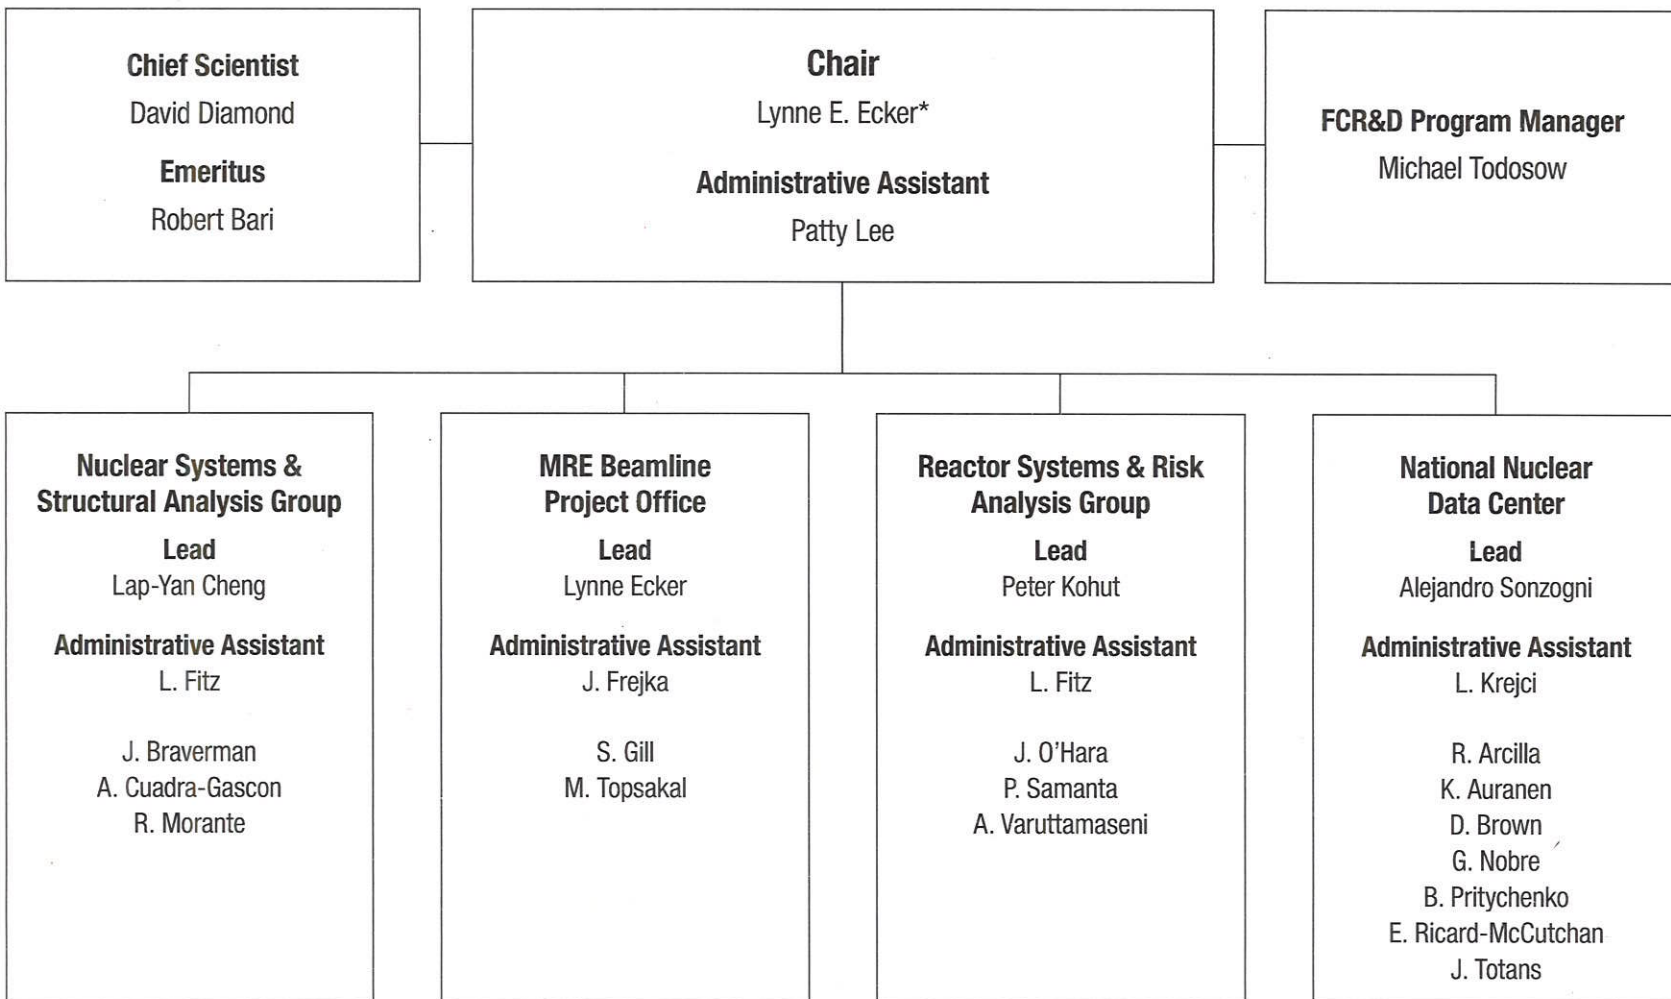 Chief Scientist
David Diamond
Emeritus
Robert Bari
Chair
Lynne E. Ecker*
Administrative Assistant
Patty Lee
FCR&D Program Manager
Michael Todosow
Nuclear Systems &
Structural Analysis Group
Lead
Lap-Yan Cheng
Administrative Assistant
L. Fitz
J. Braverman
A. Cuadra-Gascon
R. Morante
MRE Beamline
Project Office
Lead
Lynne Ecker
Administrative Assistant
J. Frejka
S. Gill
M. Topsakal
Reactor Systems & Risk
Analysis Group
Lead
Peter Kohut
Administrative Assistant
L. Fitz
J. O'Hara
P. Samanta
A. Varuttamaseni
National Nuclear
Data Center
Lead
Alejandro Sonzogni
Administrative Assistant
L. Krejci
R. Arcilla
K. Auranen
D. Brown
G. Nobre
B. Pritychenko
E. Ricard-McCutchan
J. Totans